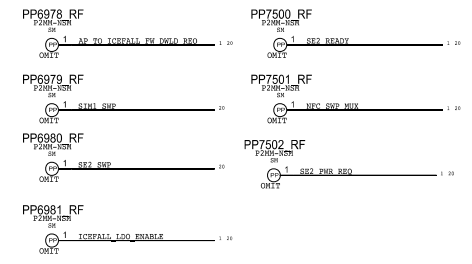 PP6978_RF
P2MM-NSM
SM
PP 1 AP_TO_ICEFALL_FW_DWLD_REQ 1 20
OMIT
PP6979_RF
P2MM-NSM
SM
PP 1 SIM1_SWP 20
OMIT
PP6980_RF
P2MM-NSM
SM
PP 1 SE2_SWP 20
OMIT
PP6981_RF
P2MM-NSM
SM
PP 1 ICEFALL_LDO_ENABLE 1 20
OMIT
PP7500_RF
P2MM-NSM
SM
PP 1 SE2_READY 1 20
OMIT
PP7501_RF
P2MM-NSM
SM
PP 1 NFC_SWP_MUX 1 20
OMIT
PP7502_RF
P2MM-NSM
SM
PP 1 SE2_PWR_REQ 1 20
OMIT